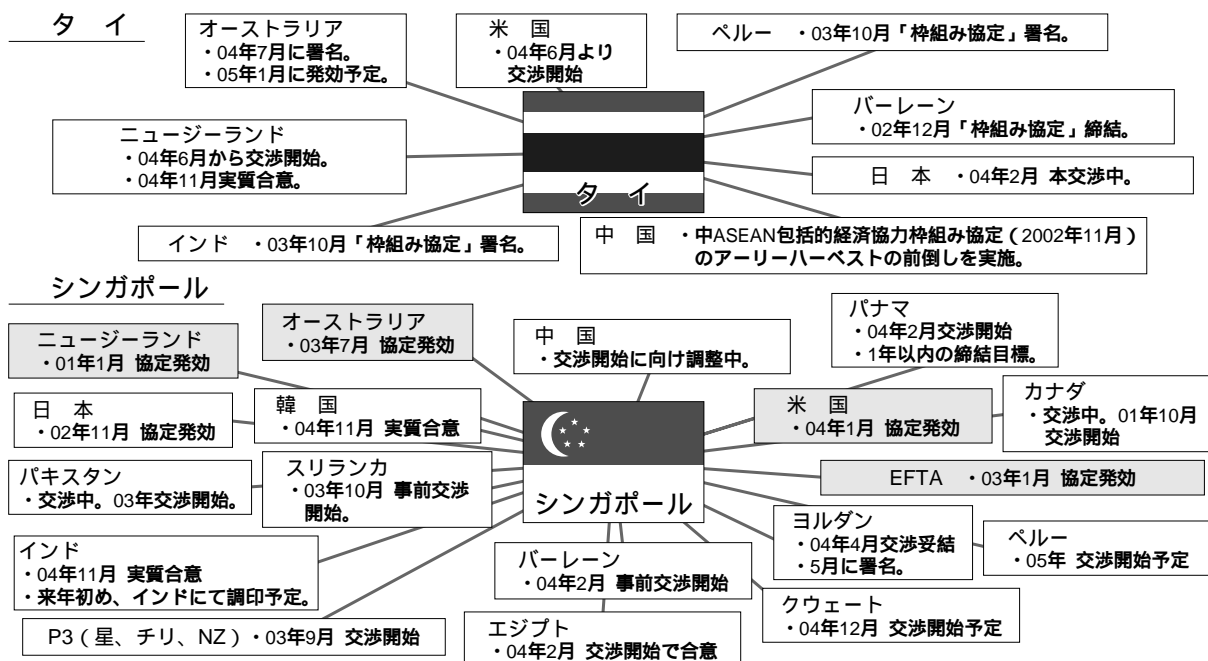 タ イ
オーストラリア
・04年7月に署名。
・05年1月に発効予定。
米 国
・04年6月より
交渉開始
ペルー ・03年10月「枠組み協定」署名。
バーレーン
・02年12月「枠組み協定」締結。
ニュージーランド
・04年6月から交渉開始。
・04年11月実質合意。
日 本 ・04年2月 本交渉中。
タ イ
インド ・03年10月「枠組み協定」署名。
中 国 ・中ASEAN包括的経済協力枠組み協定(2002年11月)
のアーリーハーベストの前倒しを実施。
シンガポール
ニュージーランド
・01年1月 協定発効
オーストラリア
・03年7月 協定発効
中 国
・交渉開始に向け調整中。
パナマ
・04年2月交渉開始
・1年以内の締結目標。
日 本
・02年11月 協定発効
韓 国
・04年11月 実質合意
米 国
・04年1月 協定発効
カナダ
・交渉中。01年10月
交渉開始
パキスタン
・交渉中。03年交渉開始。
スリランカ
・03年10月 事前交渉
開始。
シンガポール
EFTA ・03年1月 協定発効
ヨルダン
・04年4月交渉妥結
・5月に署名。
ペルー
・05年 交渉開始予定
インド
・04年11月 実質合意
・来年初め、インドにて調印予定。
バーレーン
・04年2月 事前交渉開始
クウェート
・04年12月 交渉開始予定
P3(星、チリ、NZ)・03年9月 交渉開始
エジプト
・04年2月 交渉開始で合意